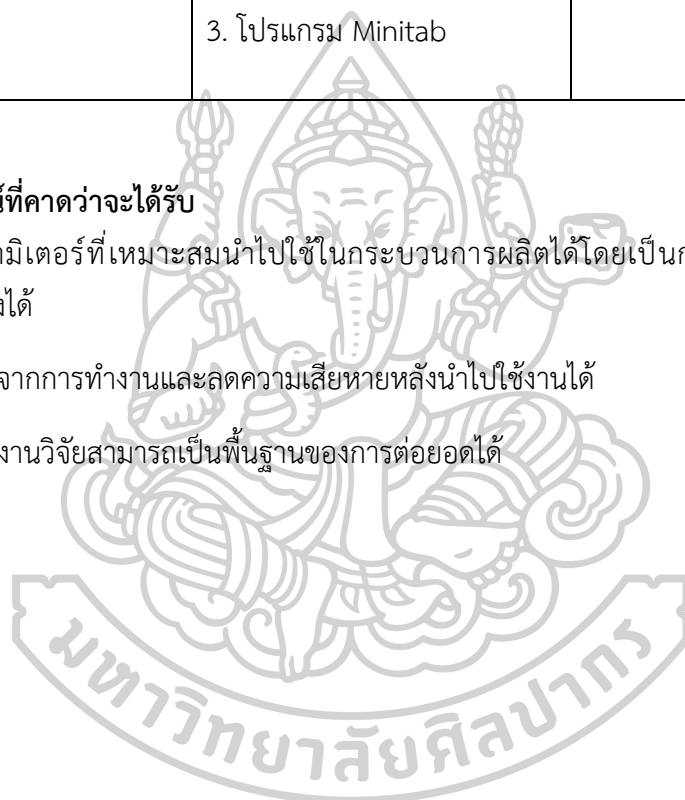 3. โปรแกรม Minitab
ที่คาดว่าจะได้รับ
มิเตอร์ที่เหมาะสมนำไปใช้ในกระบวนการผลิตได้โดยเป็น
ได้
จากการทำงานและลดความเสียหายหลังนำไปใช้งานได้
งานวิจัยสามารถเป็นพื้นฐานของการต่อยอดได้
มหาวิทยาลัยศิลปากร